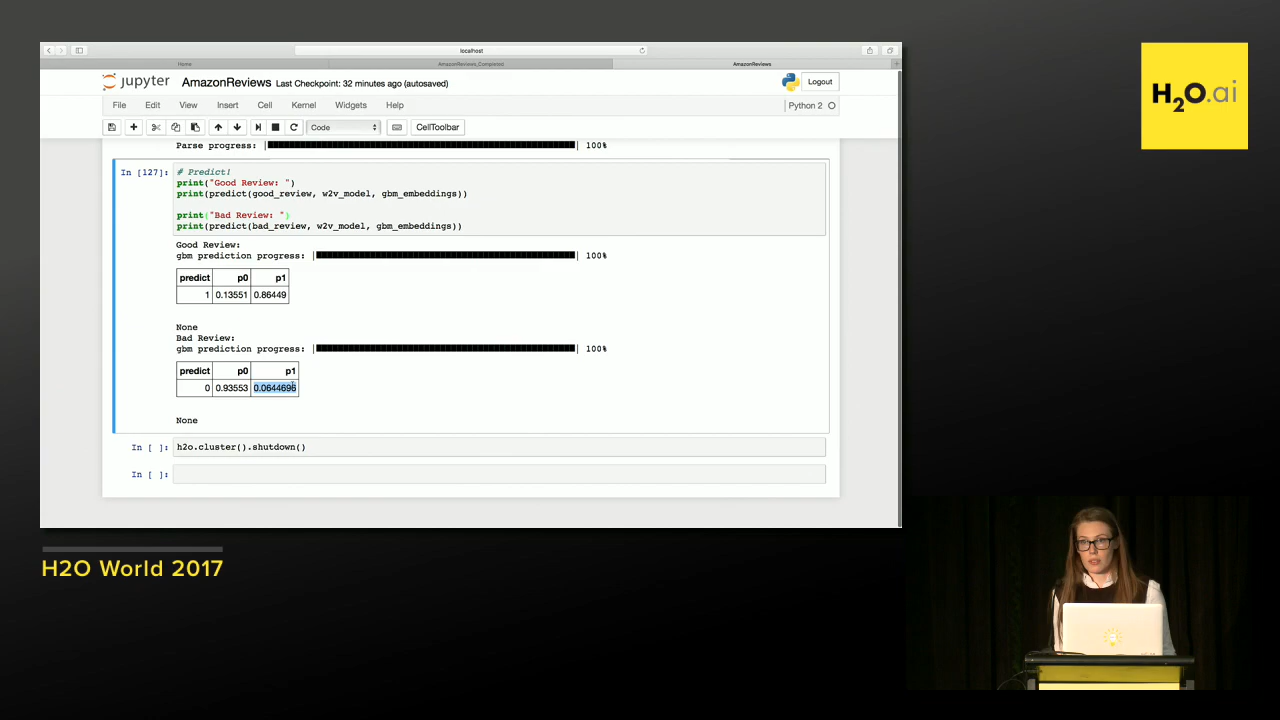 localhost
Home
AmazonReviews_Completed
AmazonReviews
+
jupyter AmazonReviews Last Checkpoint: 32 minutes ago (autosaved)
Logout
File Edit View Insert Cell Kernel Widgets Help
Python 2
Code
CellToolbar
Parse progress: | | 100%
In [127]:
# Predict!
print("Good Review: ")
print(predict(good_review, w2v_model, gbm_embeddings))
print("Bad Review: ")
print(predict(bad_review, w2v_model, gbm_embeddings))
Good Review:
gbm prediction progress: | | 100%
predict p0 p1
1 0.13551 0.86449
None
Bad Review:
gbm prediction progress: | | 100%
predict p0 p1
0 0.93553 0.0644696
None
In [ ]: h2o.cluster().shutdown()
In [ ]:
H2O.ai
H2O World 2017